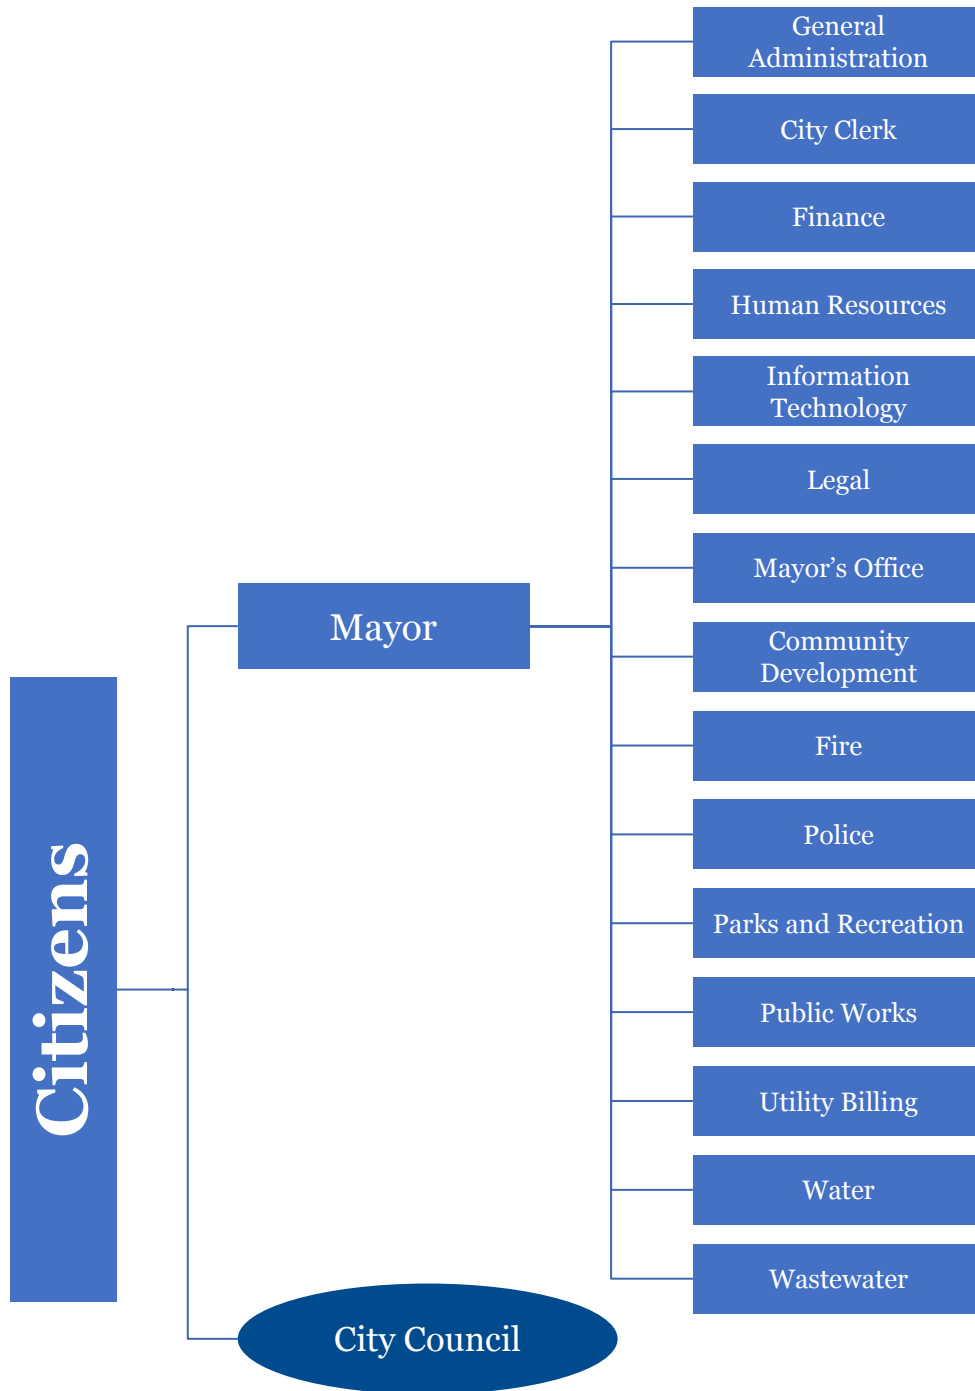 Citizens
Mayor
City Council
General
Administration
City Clerk
Finance
Human Resources
Information
Technology
Legal
Mayor’s Office
Community
Development
Fire
Police
Parks and Recreation
Public Works
Utility Billing
Water
Wastewater